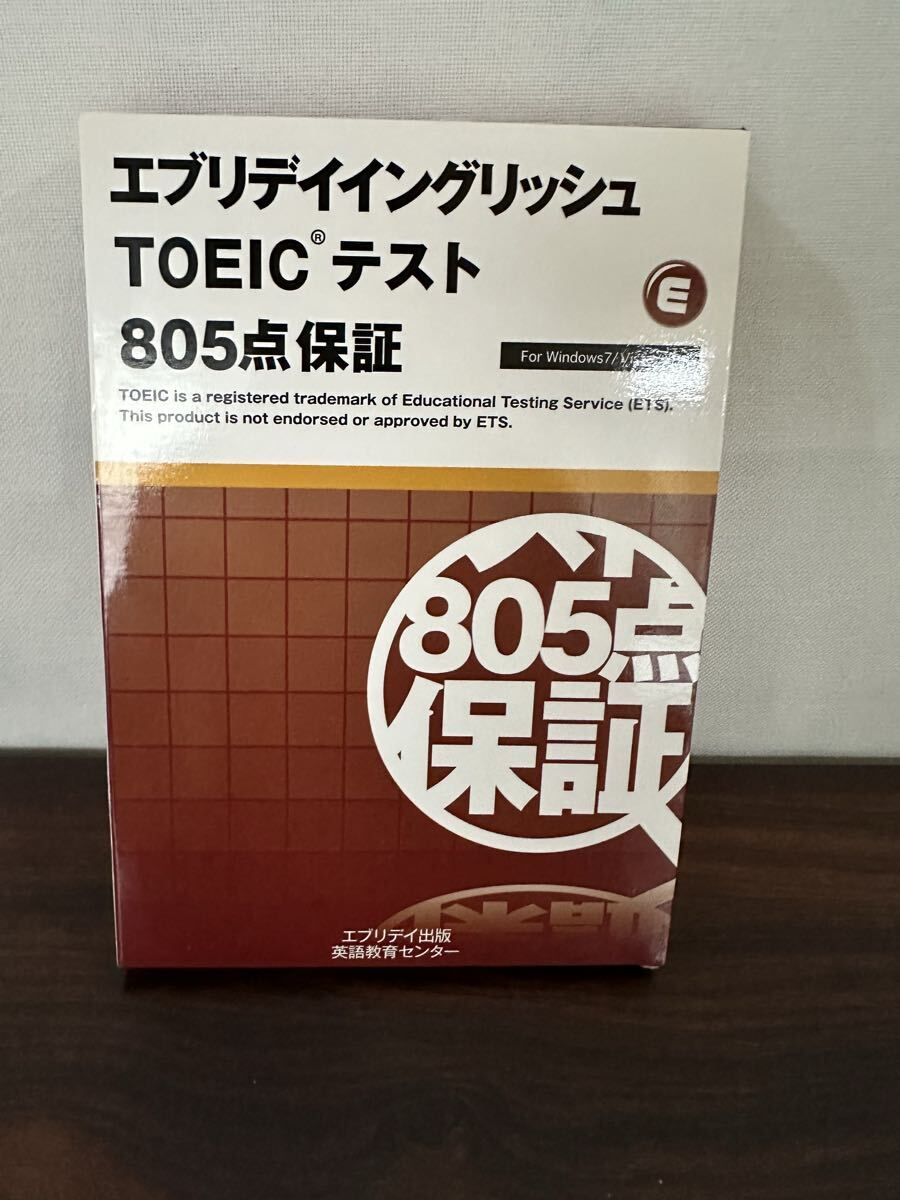 エブリデイイングリッシュ
TOEIC® テスト
805点保証
E
For Windows7/
TOEIC is a registered trademark of Educational Testing Service (ETS).
This product is not endorsed or approved by ETS.
805点
保証
エブリデイ出版
英語教育センター